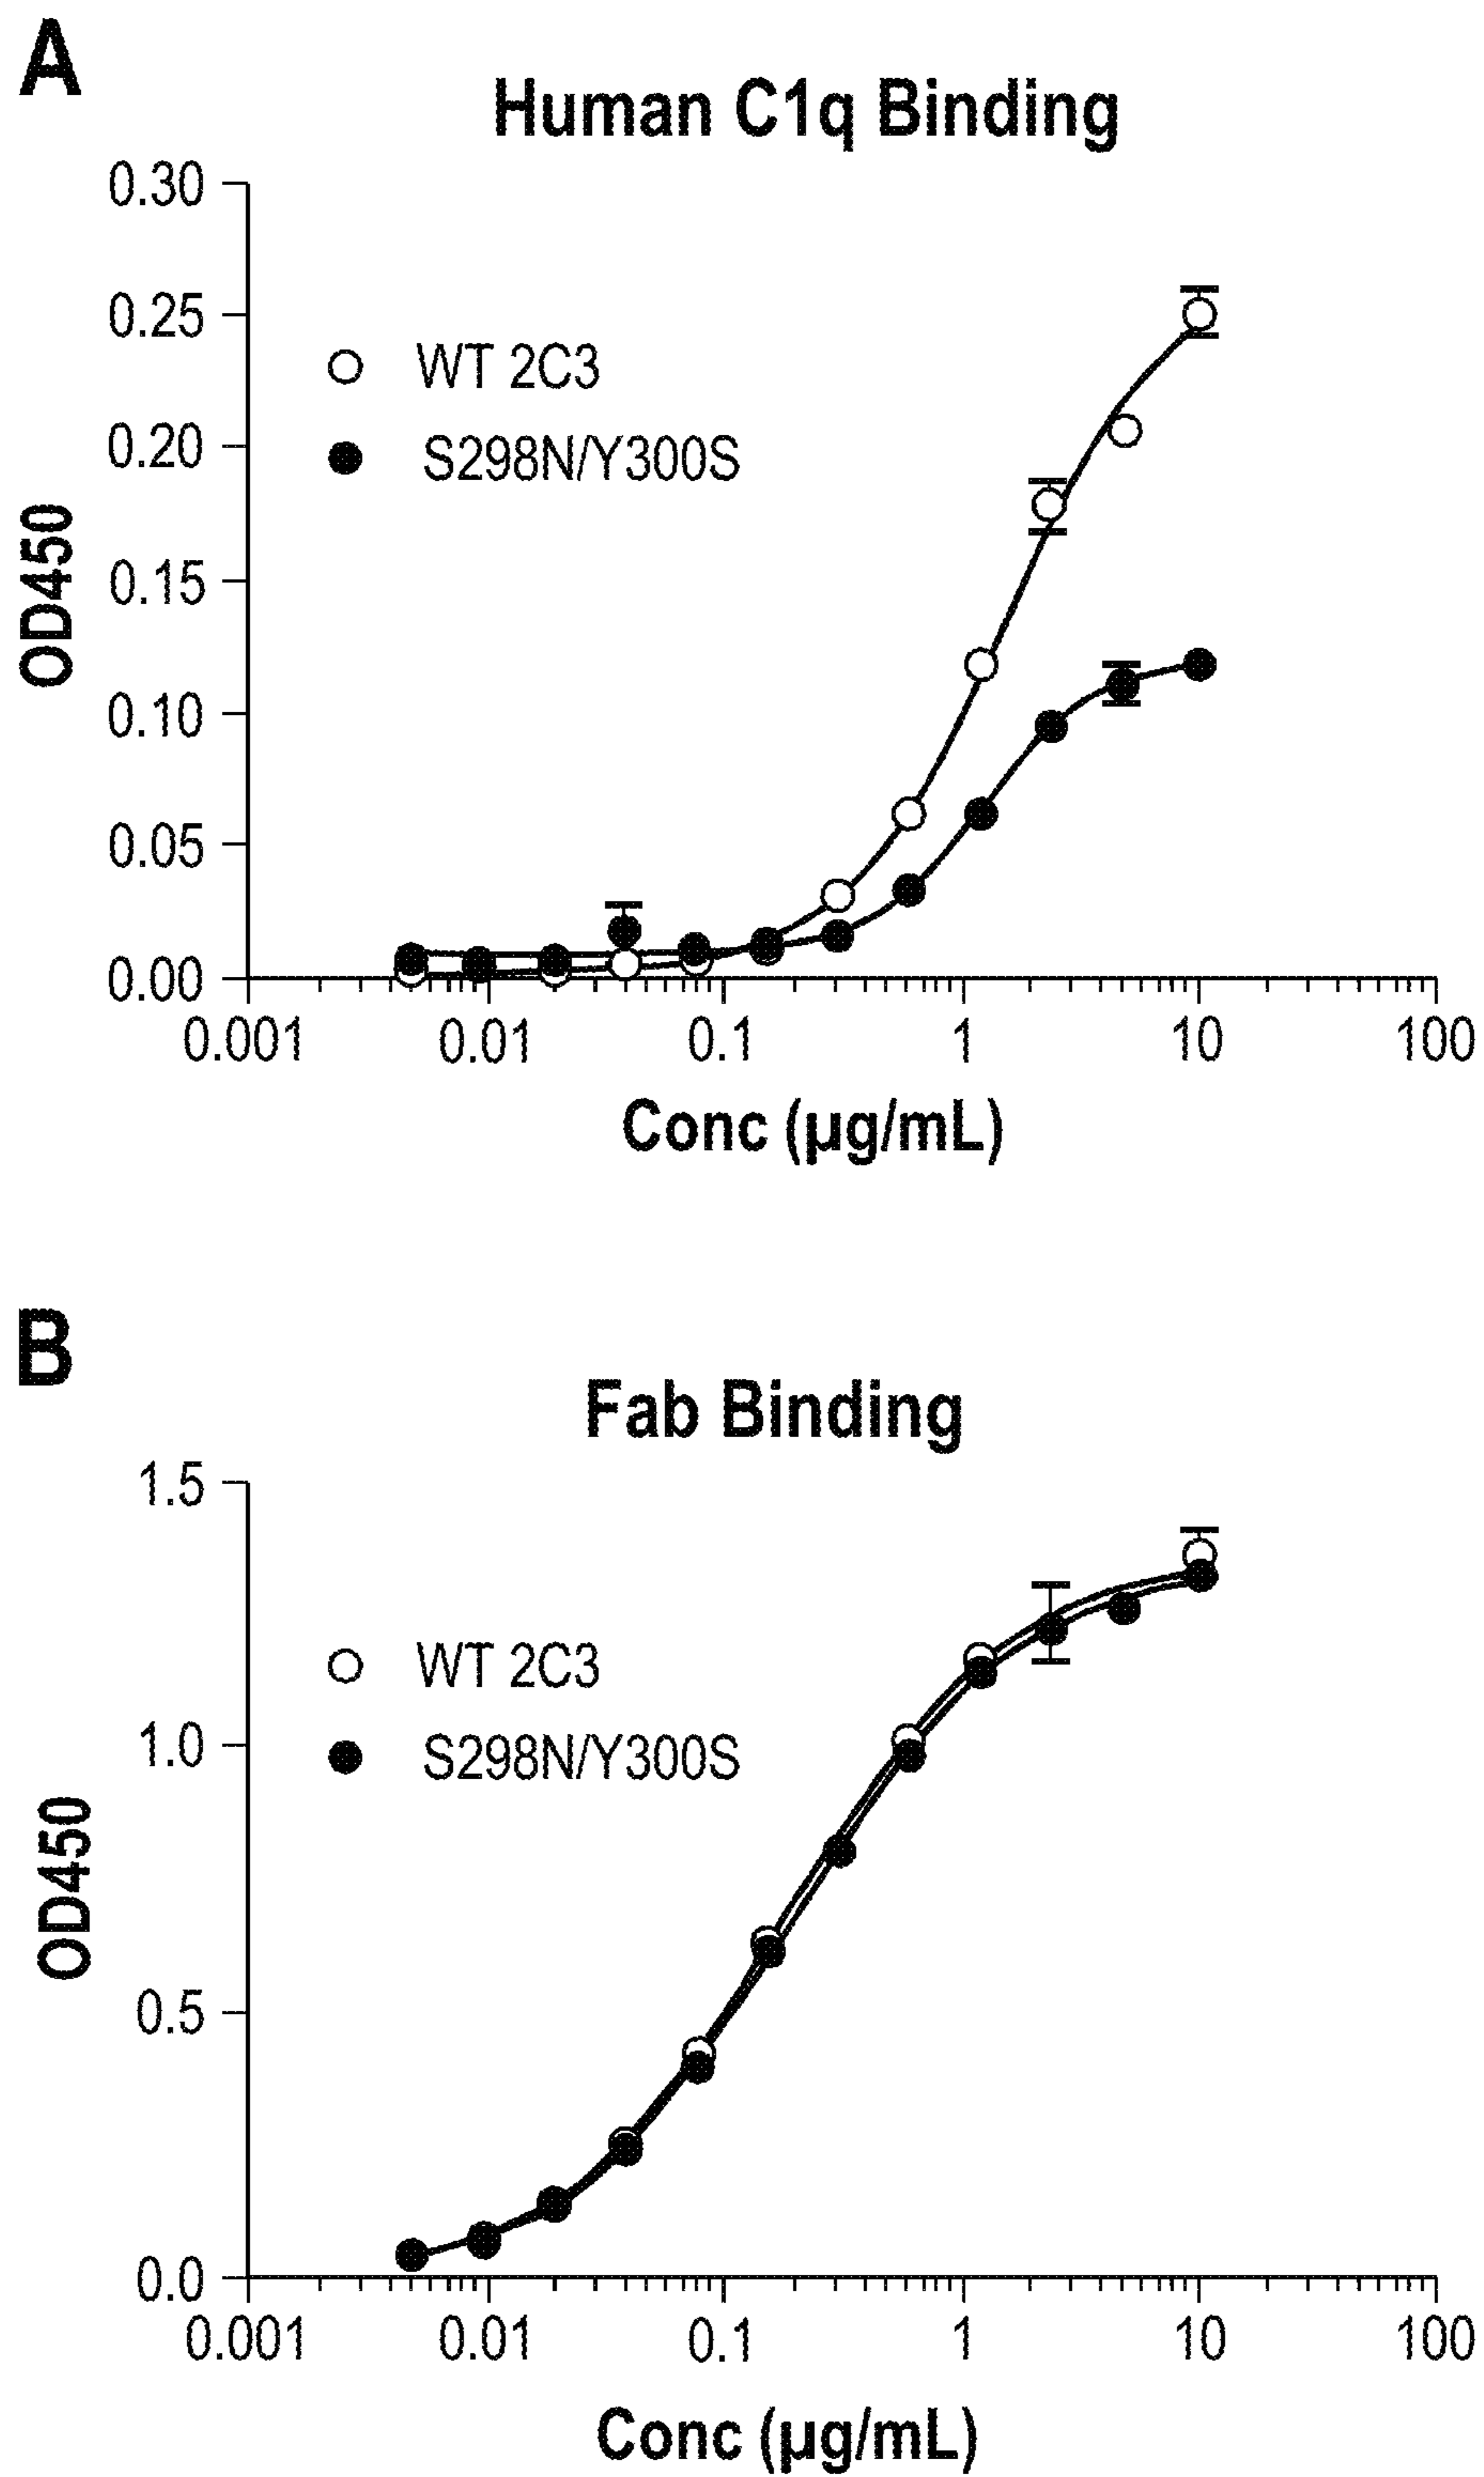 A
Human C1q Binding
0.30
0.25
0.20
0.15
0.10
0.05
0.00
OD450
WT 2C3
S298N/Y300S
0.001 0.01 0.1 1 10 100
Conc (µg/mL)
B
Fab Binding
1.5
1.0
0.5
0.0
OD450
WT 2C3
S298N/Y300S
0.001 0.01 0.1 1 10 100
Conc (µg/mL)